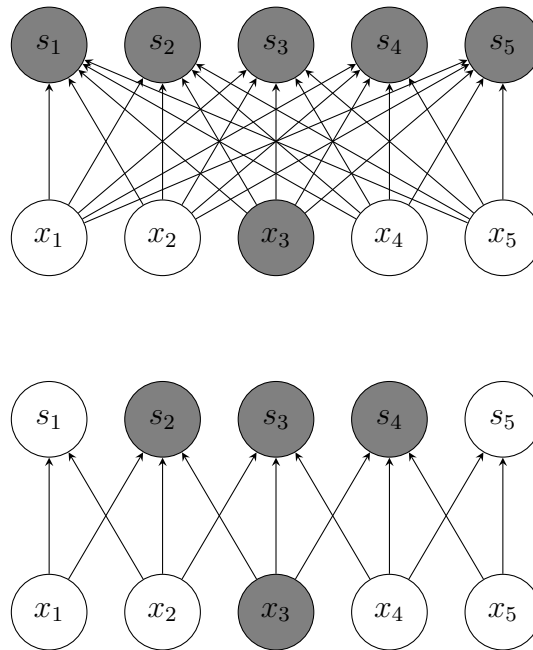 s₁ s₂ s₃ s₄ s₅
x₁ x₂ x₃ x₄ x₅
s₁ s₂ s₃ s₄ s₅
x₁ x₂ x₃ x₄ x₅